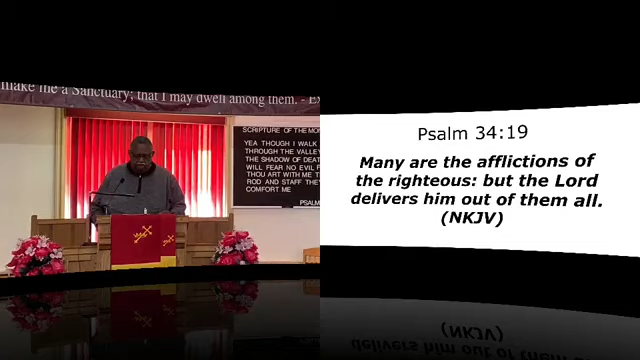 make me a Sanctuary; that I may dwell among them. - Ex
SCRIPTURE OF THE MO
YEA THOUGH I WALK
THROUGH THE VALLEY
THE SHADOW OF DEAT
WILL FEAR NO EVIL F
THOU ART WITH ME T
ROD AND STAFF THEY
COMFORT ME
PSALM
Psalm 34:19
Many are the afflictions of
the righteous: but the Lord
delivers him out of them all.
(NKJV)